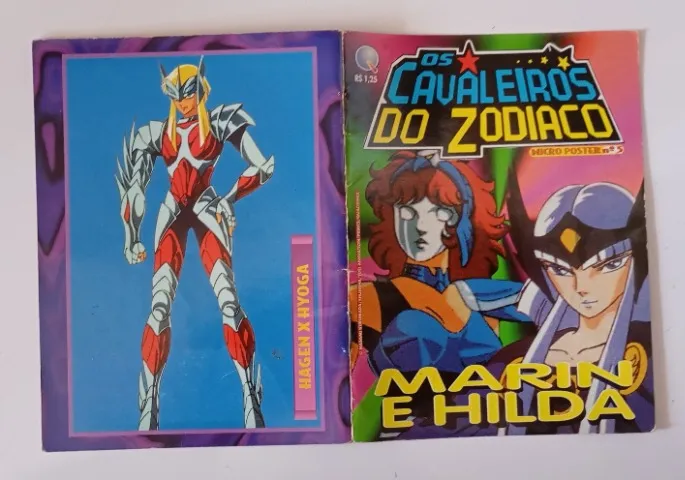 HAGEN X HYOGA
R$ 1,25
OS
CAVALEIROS
DO ZODIACO
MICRO POSTER nº 5
MARIN
E HILDA